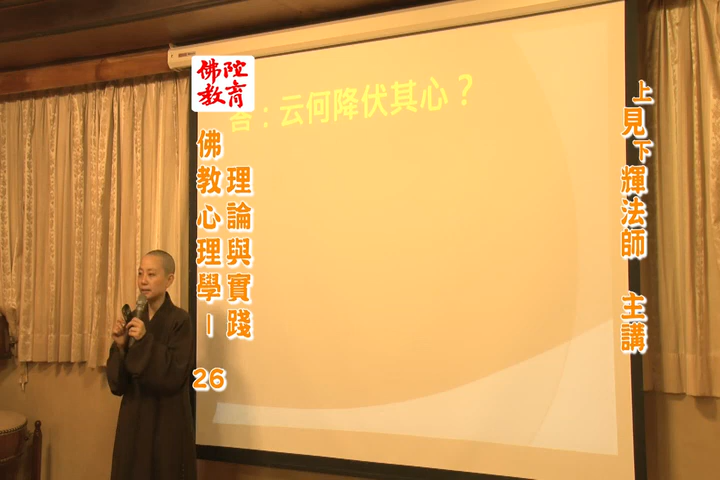 佛陀
教育
答：云何降伏其心？
佛教心理學－
理論與實踐
26
上見下輝法師 主講